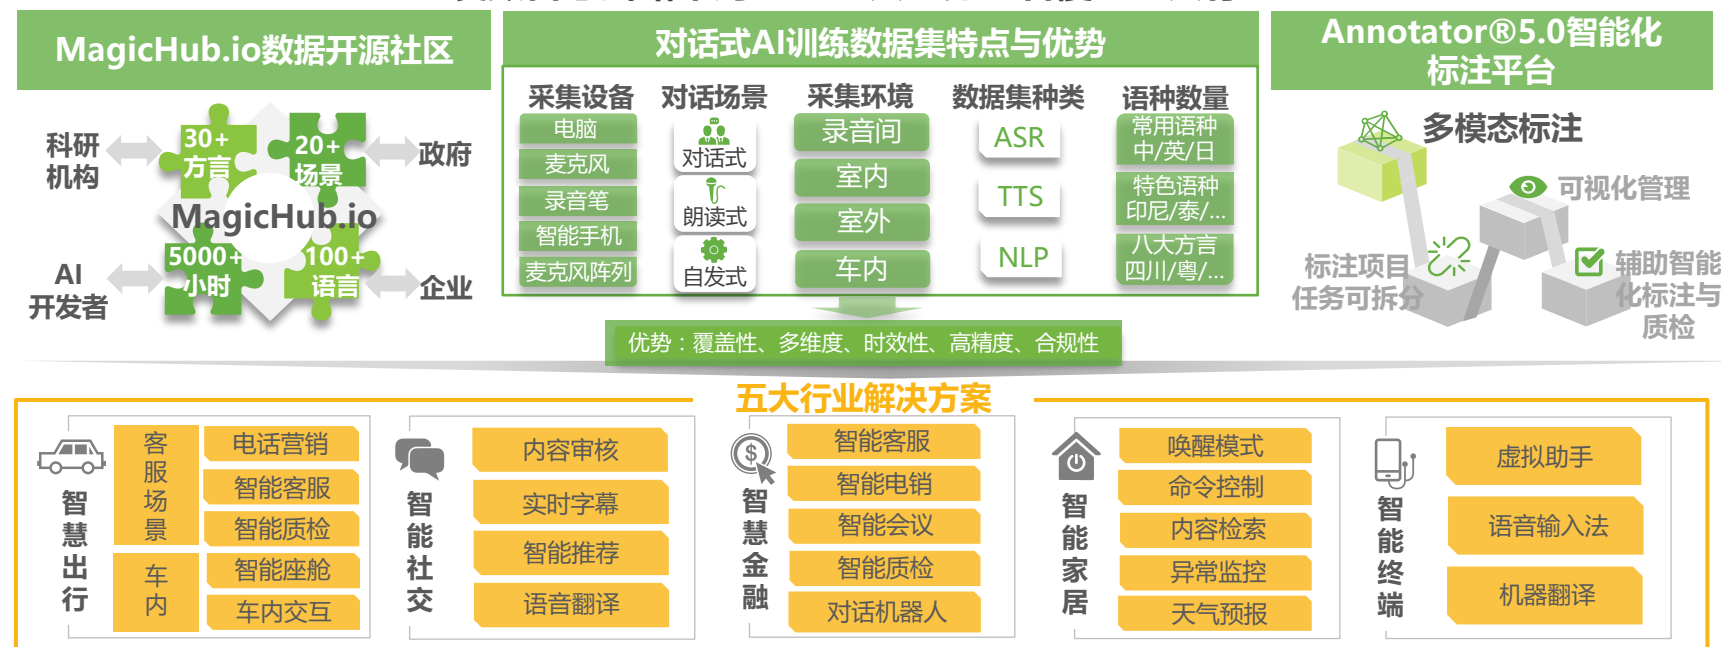 MagicHub.io数据开源社区
科研
机构
AI
开发者
30+
方言
20+
场景
MagicHub.io
5000+
小时
100+
语言
政府
企业
对话式AI训练数据集特点与优势
采集设备
电脑
麦克风
录音笔
智能手机
麦克风阵列
对话场景
对话式
朗读式
自发式
采集环境
录音间
室内
室外
车内
数据集种类
ASR
TTS
NLP
语种数量
常用语种
中/英/日
特色语种
印尼/泰/...
八大方言
四川/粤/...
优势：覆盖性、多维度、时效性、高精度、合规性
Annotator®5.0智能化
标注平台
多模态标注
可视化管理
标注项目
任务可拆分
辅助智能
化标注与
质检
五大行业解决方案
智慧出行
客服场景
电话营销
智能客服
智能质检
车内
智能座舱
车内交互
智能社交
内容审核
实时字幕
智能推荐
语音翻译
智慧金融
智能客服
智能电销
智能会议
智能质检
对话机器人
智能家居
唤醒模式
命令控制
内容检索
异常监控
天气预报
智能终端
虚拟助手
语音输入法
机器翻译